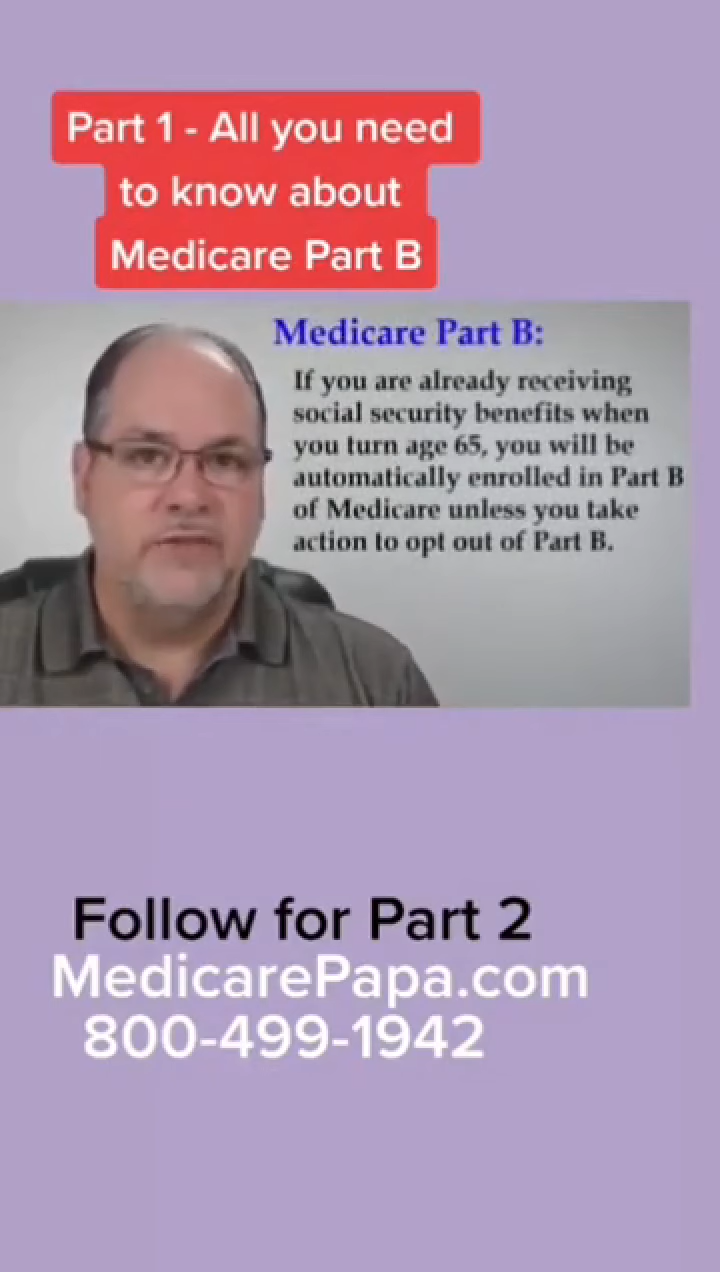 Part 1 - All you need
to know about
Medicare Part B
Medicare Part B:
If you are already receiving
social security benefits when
you turn age 65, you will be
automatically enrolled in Part B
of Medicare unless you take
action to opt out of Part B.
Follow for Part 2
MedicarePapa.com
800-499-1942